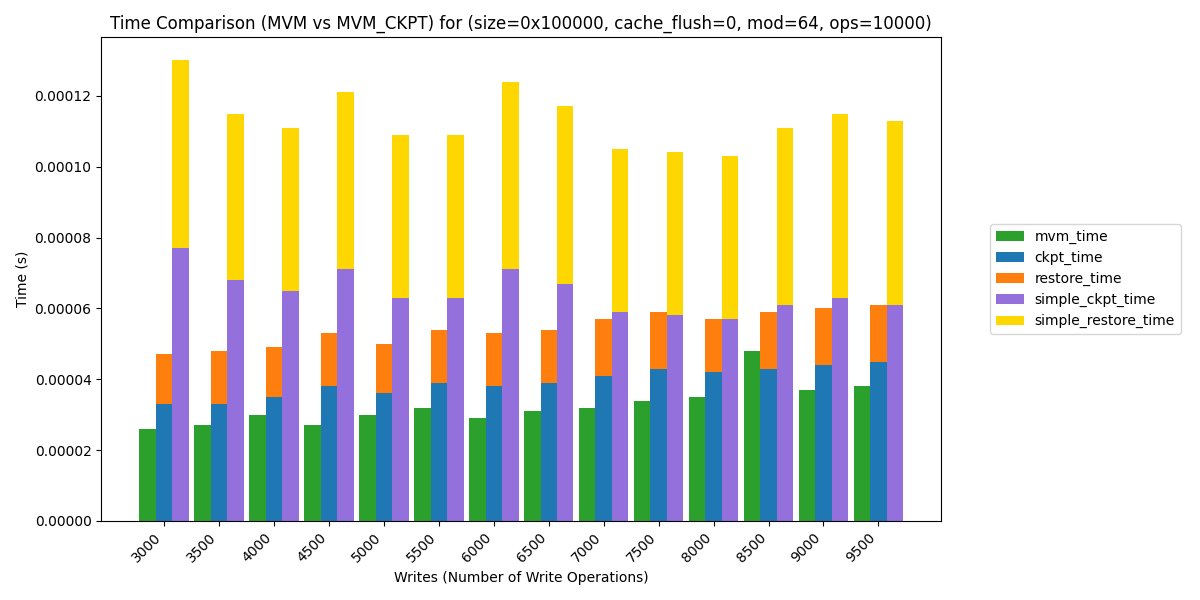 Time Comparison (MVM vs MVM_CKPT) for (size=0x100000, cache_flush=0, mod=64, ops=10000)
Time (s)
0.00012
0.00010
0.00008
0.00006
0.00004
0.00002
0.00000
3000 3500 4000 4500 5000 5500 6000 6500 7000 7500 8000 8500 9000 9500
Writes (Number of Write Operations)
mvm_time
ckpt_time
restore_time
simple_ckpt_time
simple_restore_time